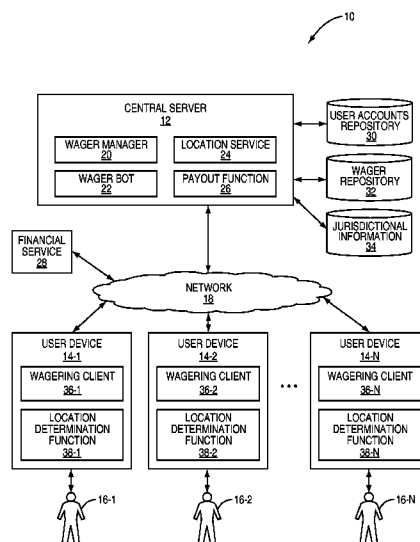 10
CENTRAL SERVER
12
WAGER MANAGER
20
LOCATION SERVICE
24
WAGER BOT
22
PAYOUT FUNCTION
26
USER ACCOUNTS
REPOSITORY
30
WAGER
REPOSITORY
32
JURISDICTIONAL
INFORMATION
34
FINANCIAL
SERVICE
28
NETWORK
18
USER DEVICE
14-1
WAGERING CLIENT
36-1
LOCATION
DETERMINATION
FUNCTION
38-1
16-1
USER DEVICE
14-2
WAGERING CLIENT
36-2
LOCATION
DETERMINATION
FUNCTION
38-2
16-2
•••
USER DEVICE
14-N
WAGERING CLIENT
36-N
LOCATION
DETERMINATION
FUNCTION
38-N
16-N